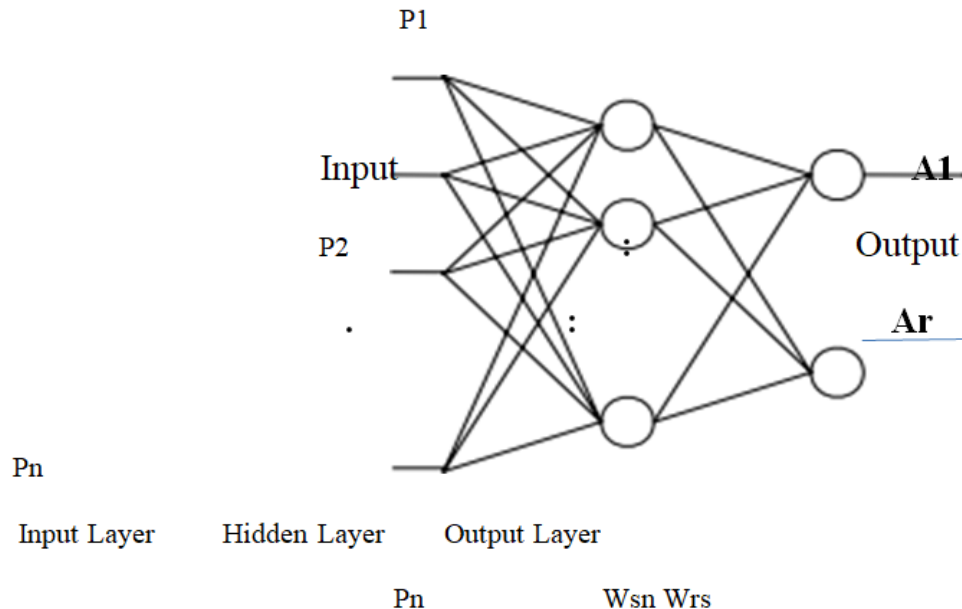 P1
Input
A1
P2
Output
.
:
:
Ar
Pn
Input Layer Hidden Layer Output Layer
Pn Wsn Wrs